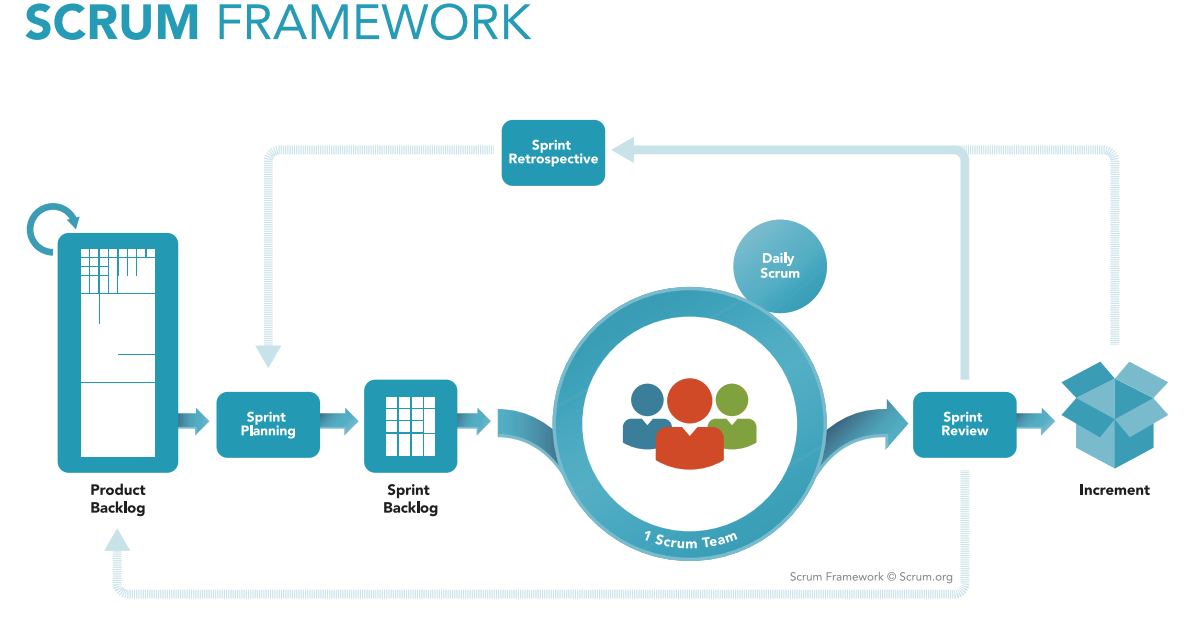 SCRUM FRAMEWORK
Sprint
Retrospective
Daily
Scrum
Sprint
Planning
Sprint
Review
Product
Backlog
Sprint
Backlog
Increment
1 Scrum Team
Scrum Framework © Scrum.org